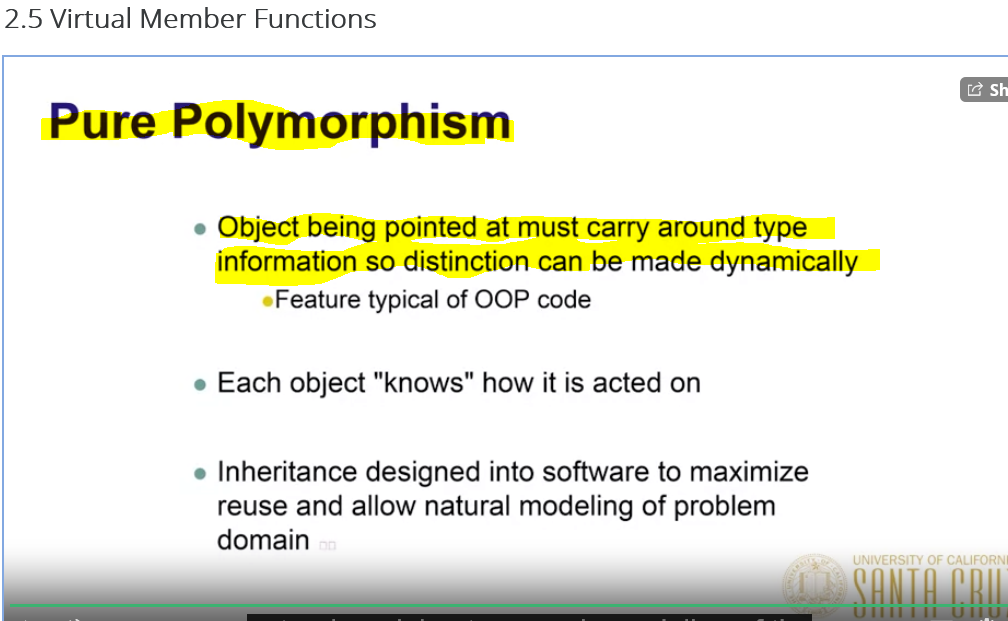 2.5 Virtual Member Functions
Sh
Pure Polymorphism
Object being pointed at must carry around type
information so distinction can be made dynamically
Feature typical of OOP code
Each object "knows" how it is acted on
Inheritance designed into software to maximize
reuse and allow natural modeling of problem
domain
UNIVERSITY OF CALIFORNI
SANTA CRU